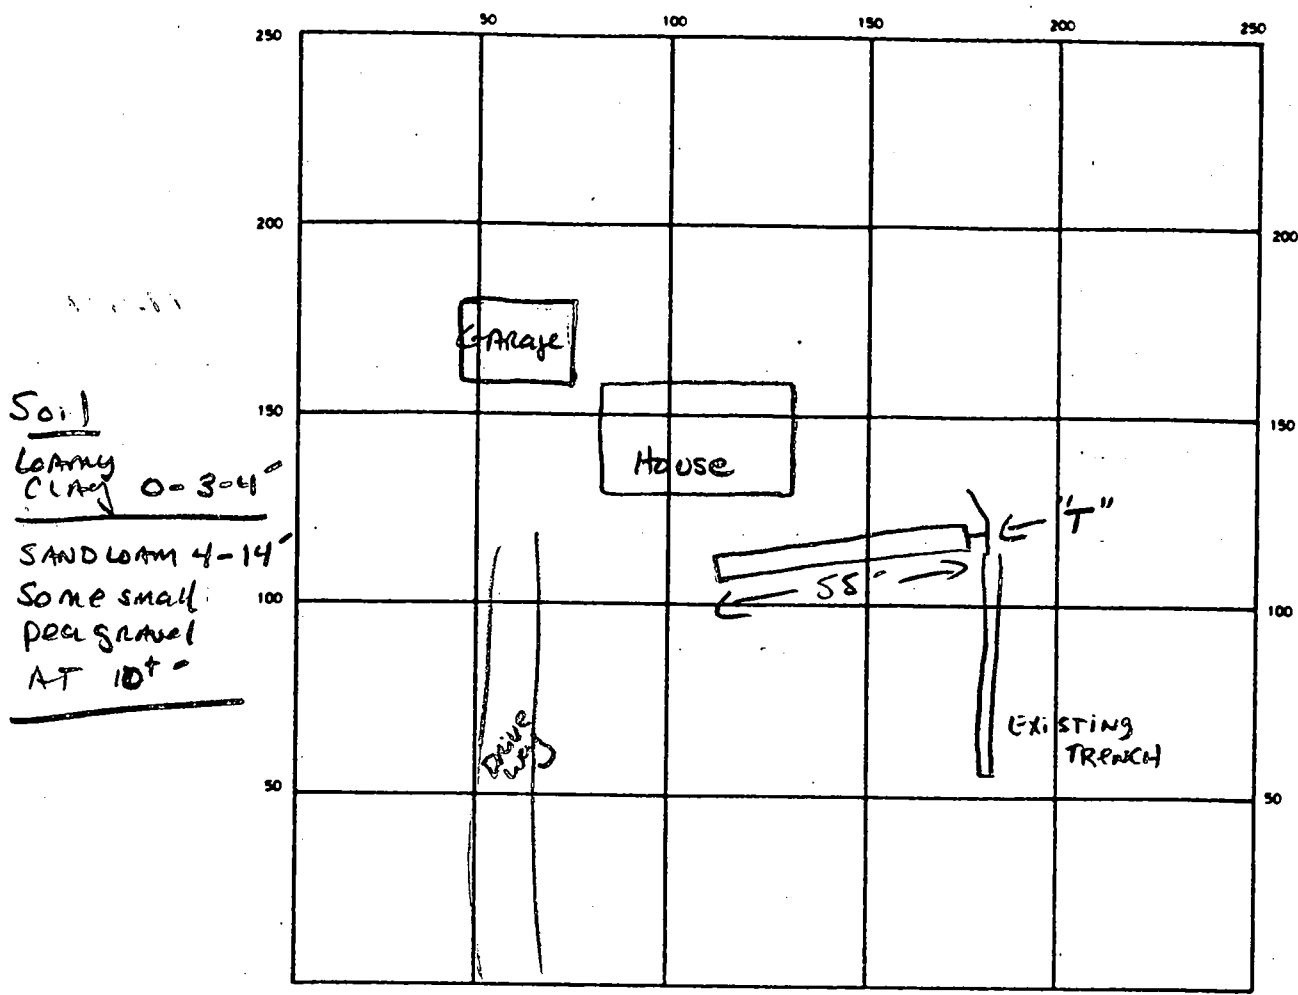 50 100 150 200 250
250
200 200
Garage
Soil
150 150
Loamy
Clay 0-3-4'
House
"T"
SAND LOAM 4-14'
Some small
pea gravel
AT 10+'
58'
100 100
EXISTING
TRENCH
Drive
way
50 50